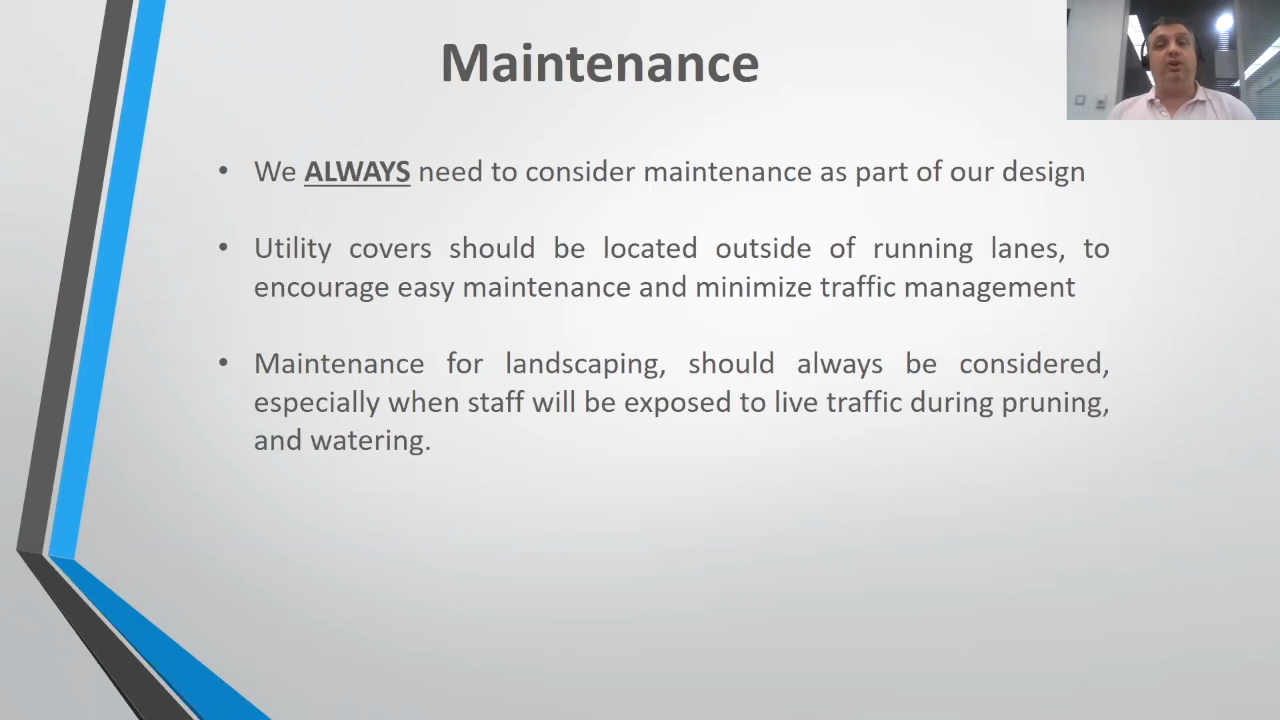 Maintenance
• We ALWAYS need to consider maintenance as part of our design
• Utility covers should be located outside of running lanes, to
encourage easy maintenance and minimize traffic management
• Maintenance for landscaping, should always be considered,
especially when staff will be exposed to live traffic during pruning,
and watering.